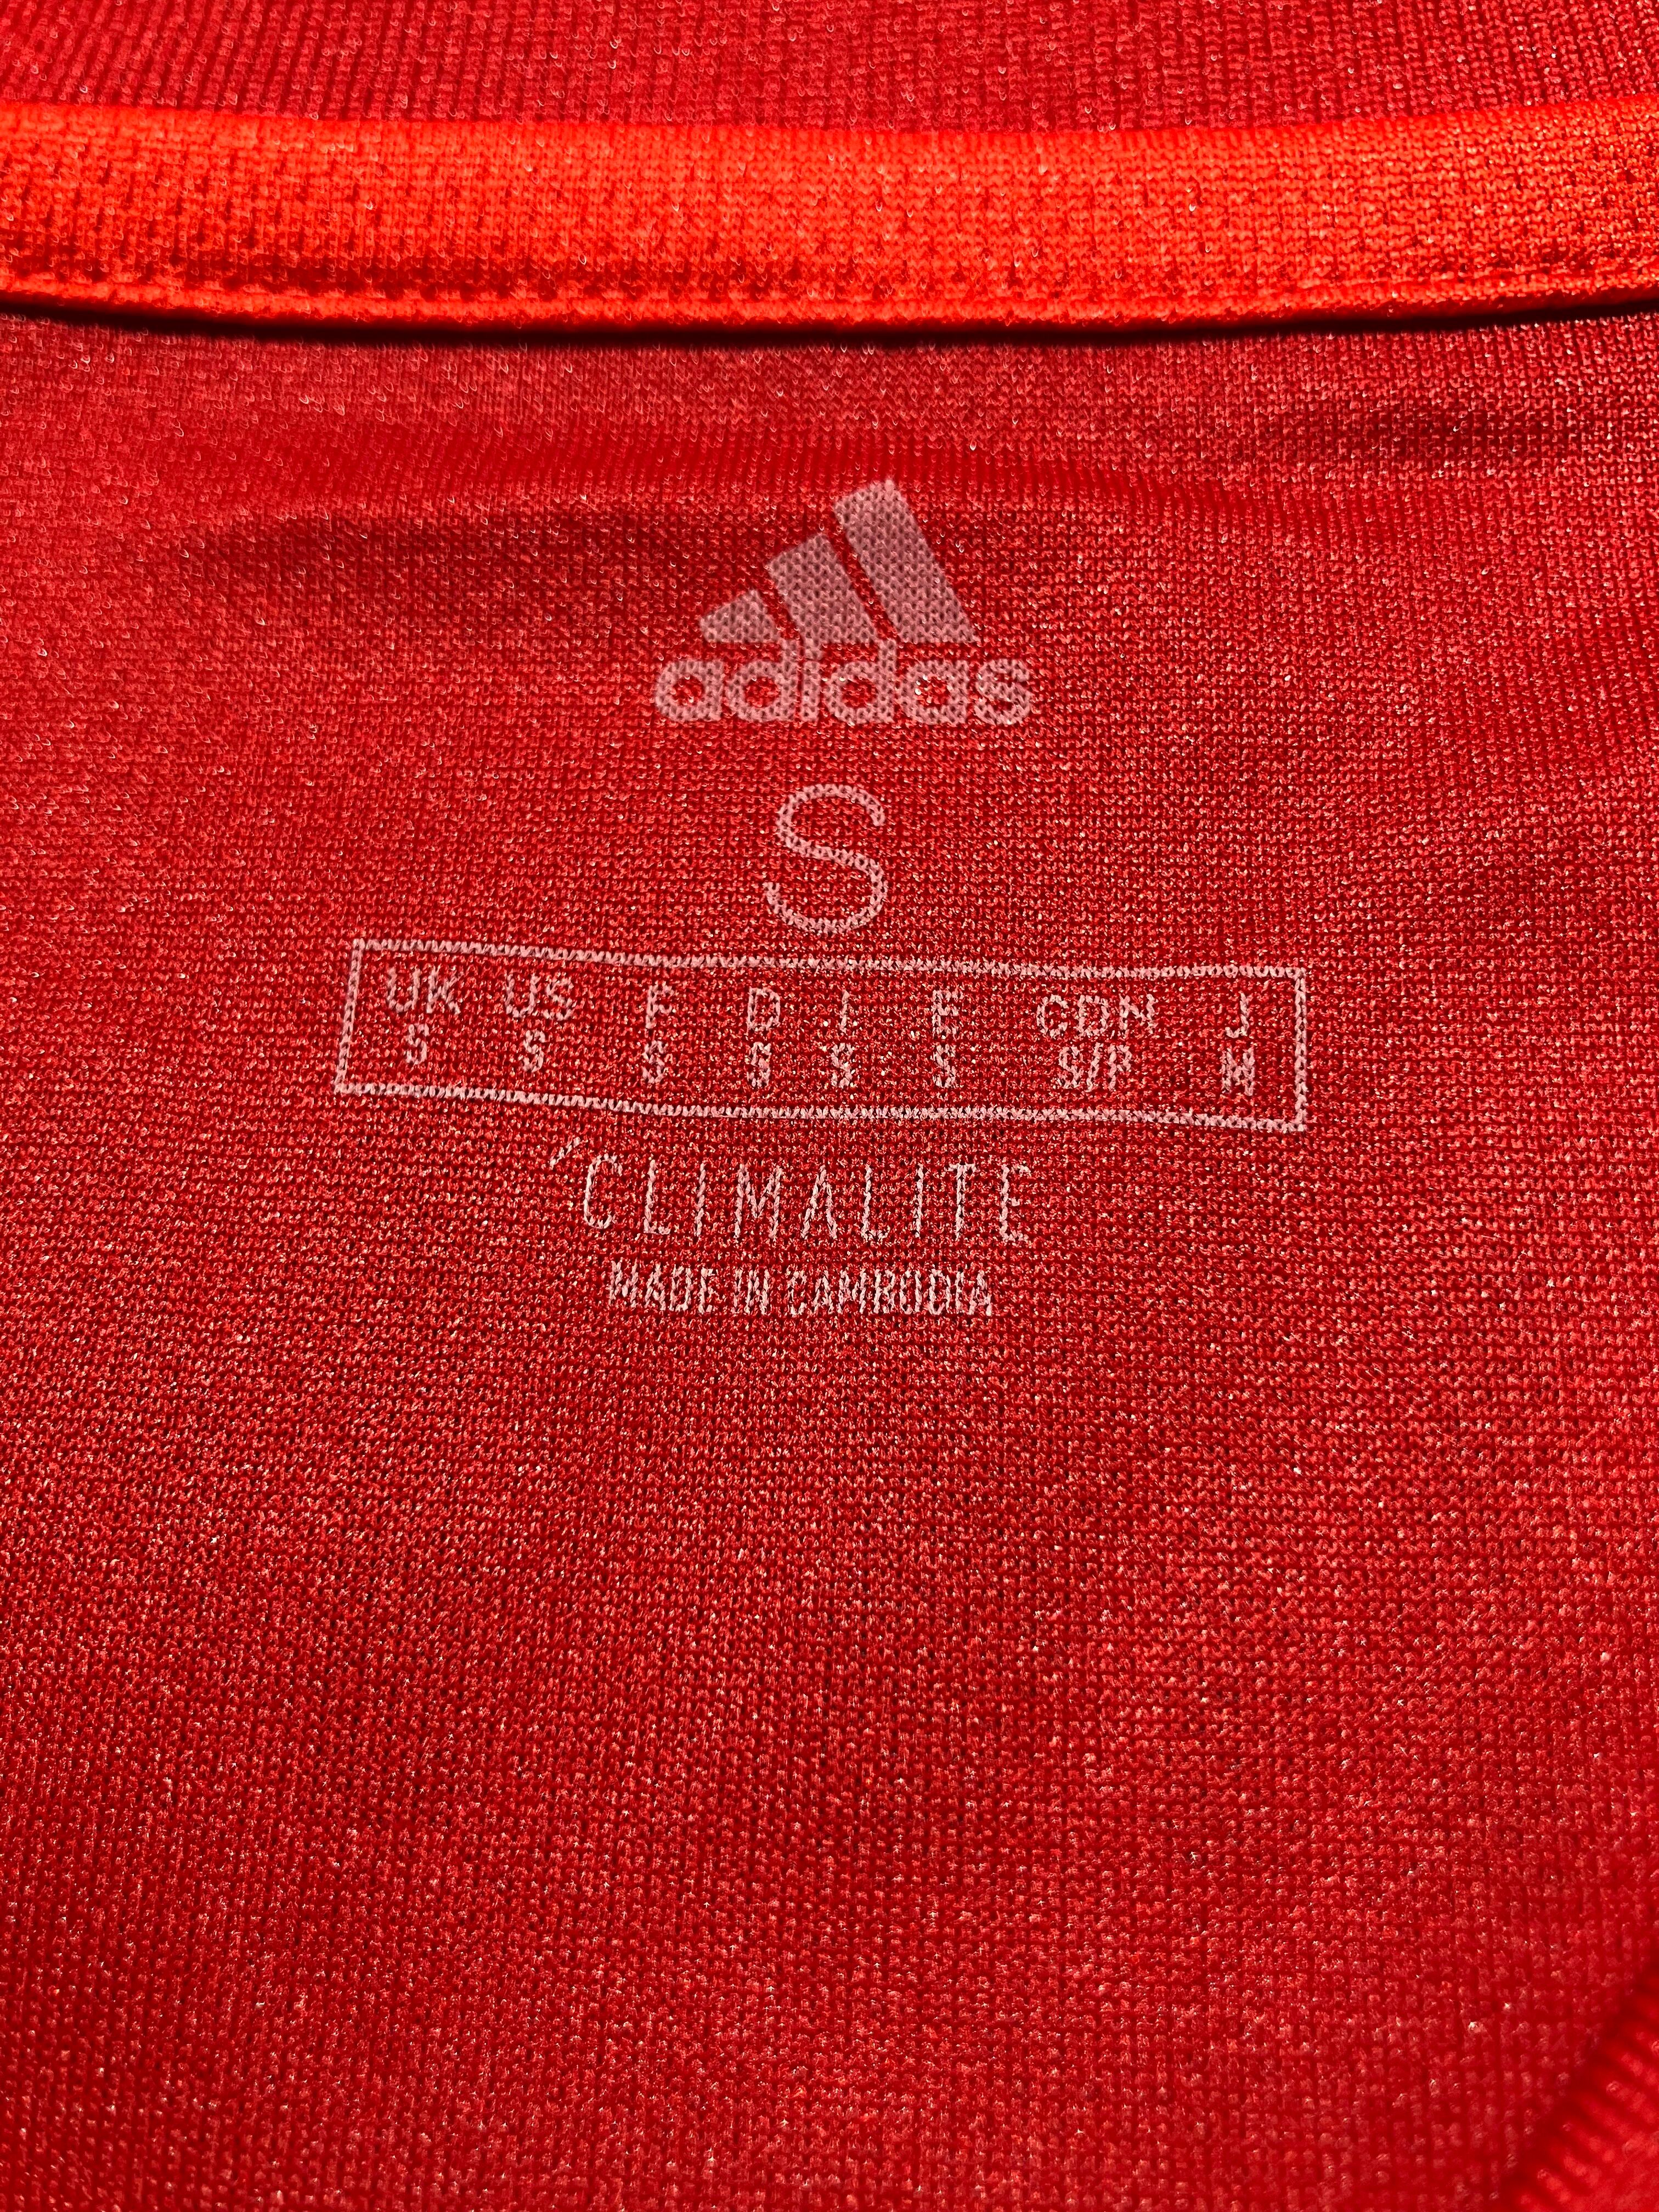 adidas
S
UK US F D I E CDN J
S S S S S S S/P M
'CLIMALITE
MADE IN CAMBODIA